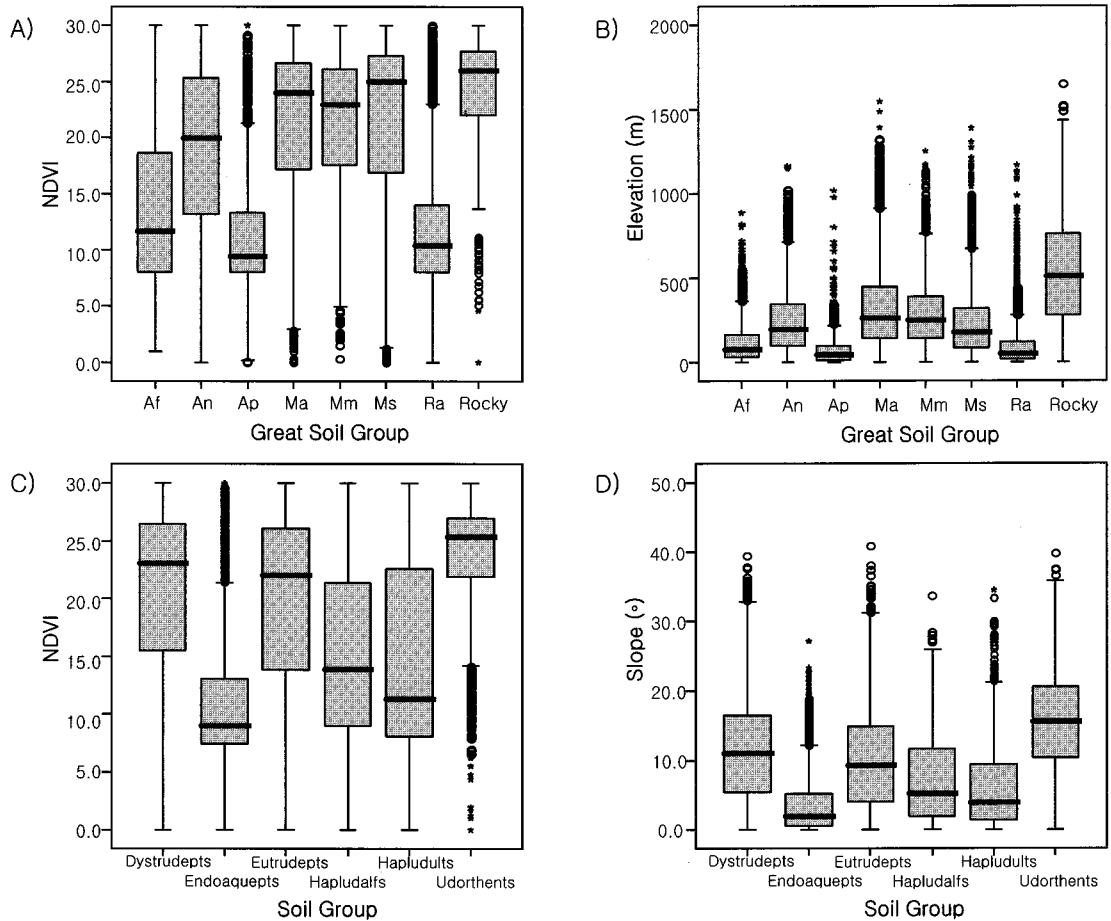 A)
30.0
25.0
20.0
15.0
10.0
5.0
0.0
NDVI
Af An Ap Ma Mm Ms Ra Rocky
Great Soil Group
B)
2000
1500
1000
500
0
Elevation (m)
Af An Ap Ma Mm Ms Ra Rocky
Great Soil Group
C)
30.0
25.0
20.0
15.0
10.0
5.0
0.0
NDVI
Dystrudepts Eutrudepts Hapludults
Endoaquepts Hapludalfs Udorthents
Soil Group
D)
50.0
40.0
30.0
20.0
10.0
0.0
Slope (∘)
Dystrudepts Eutrudepts Hapludults
Endoaquepts Hapludalfs Udorthents
Soil Group